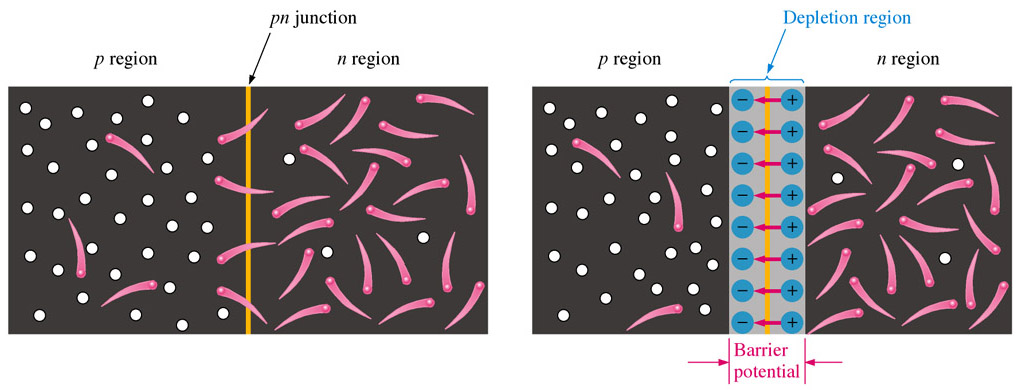 pn junction
p region
n region
Depletion region
p region
n region
− +
− +
− +
− +
− +
− +
− +
− +
Barrier
potential